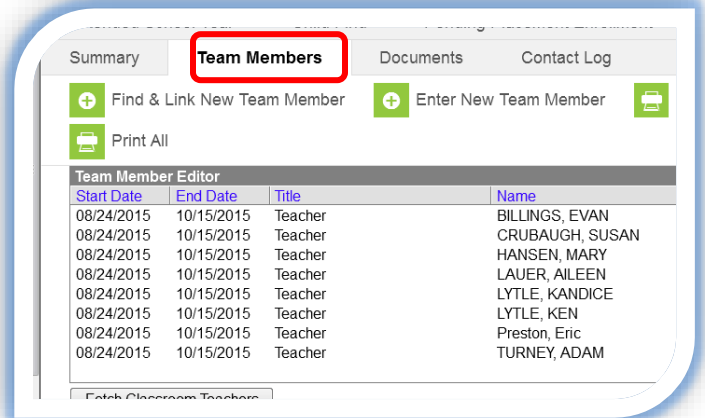 Summary Team Members Documents Contact Log
Find & Link New Team Member Enter New Team Member
Print All
Team Member Editor
Start Date End Date Title Name
08/24/2015 10/15/2015 Teacher BILLINGS, EVAN
08/24/2015 10/15/2015 Teacher CRUBAUGH, SUSAN
08/24/2015 10/15/2015 Teacher HANSEN, MARY
08/24/2015 10/15/2015 Teacher LAUER, AILEEN
08/24/2015 10/15/2015 Teacher LYTLE, KANDICE
08/24/2015 10/15/2015 Teacher LYTLE, KEN
08/24/2015 10/15/2015 Teacher Preston, Eric
08/24/2015 10/15/2015 Teacher TURNEY, ADAM
Fetch Classroom Teachers